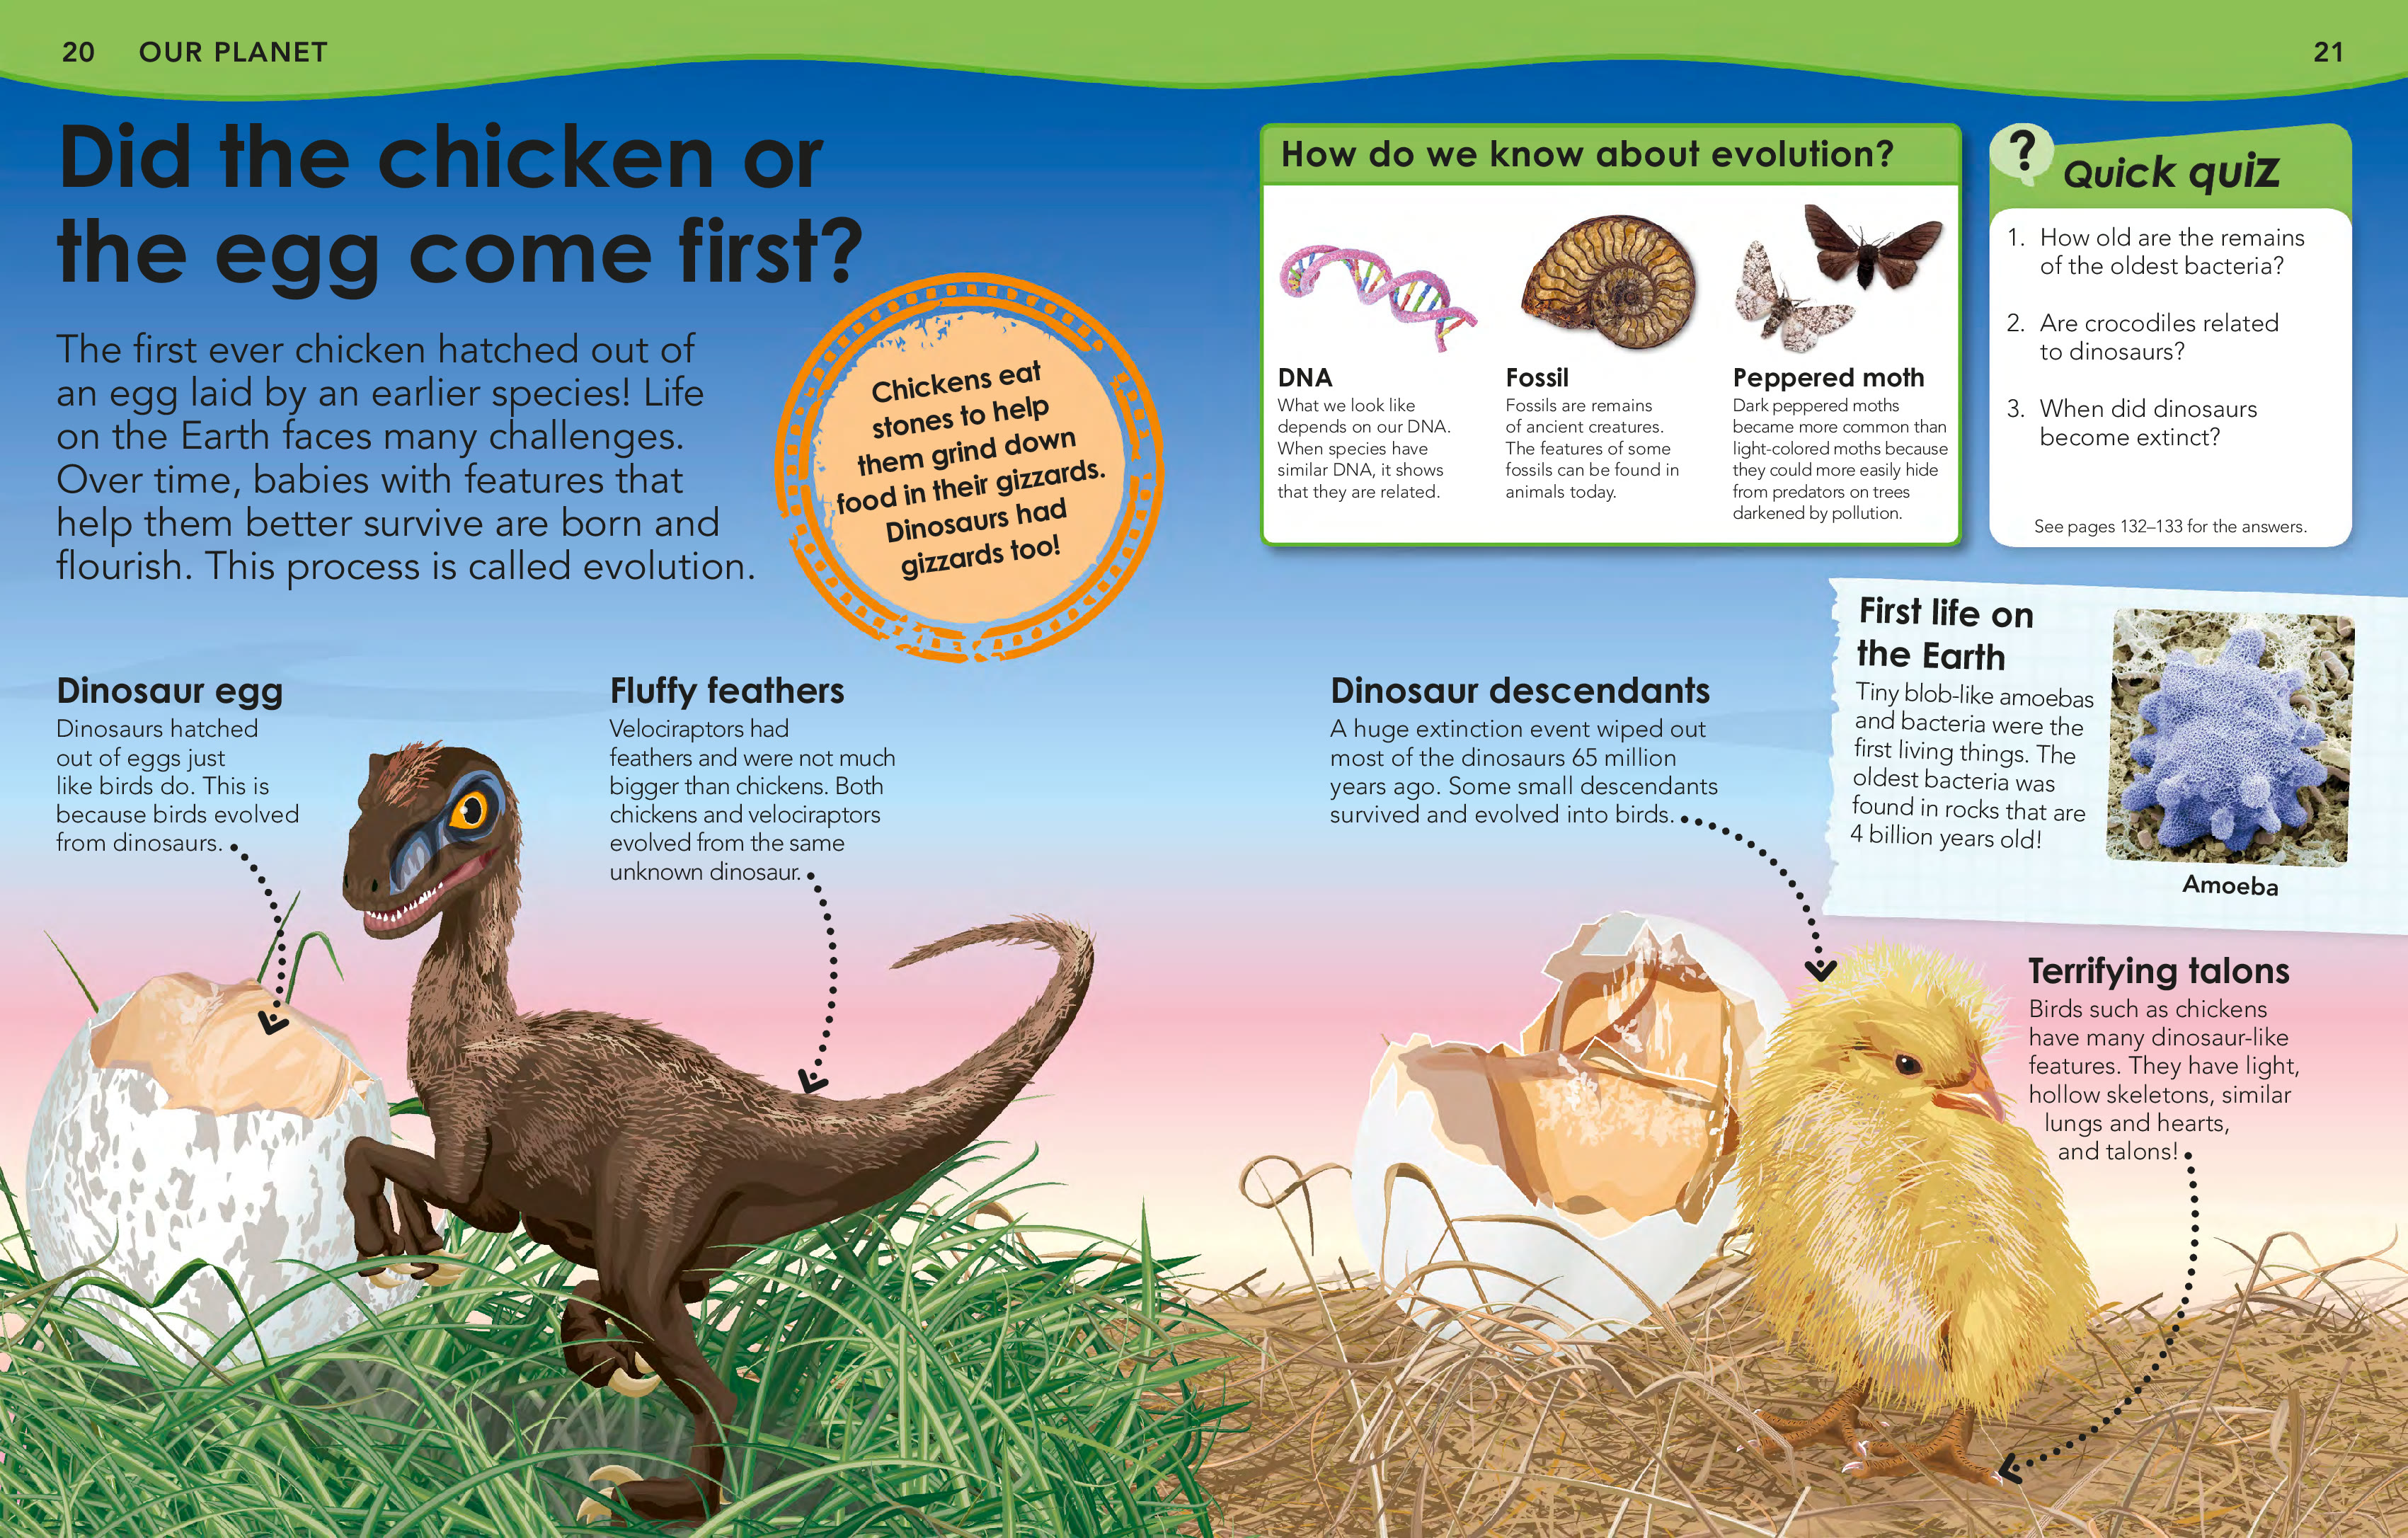 20 OUR PLANET
21
Did the chicken or
the egg come first?
The first ever chicken hatched out of
an egg laid by an earlier species! Life
on the Earth faces many challenges.
Over time, babies with features that
help them better survive are born and
flourish. This process is called evolution.
Chickens eat
stones to help
them grind down
food in their gizzards.
Dinosaurs had
gizzards too!
How do we know about evolution?
DNA
What we look like
depends on our DNA.
When species have
similar DNA, it shows
that they are related.
Fossil
Fossils are remains
of ancient creatures.
The features of some
fossils can be found in
animals today.
Peppered moth
Dark peppered moths
became more common than
light-colored moths because
they could more easily hide
from predators on trees
darkened by pollution.
?
Quick quiz
1. How old are the remains
of the oldest bacteria?
2. Are crocodiles related
to dinosaurs?
3. When did dinosaurs
become extinct?
See pages 132–133 for the answers.
Dinosaur egg
Dinosaurs hatched
out of eggs just
like birds do. This is
because birds evolved
from dinosaurs.
Fluffy feathers
Velociraptors had
feathers and were not much
bigger than chickens. Both
chickens and velociraptors
evolved from the same
unknown dinosaur.
Dinosaur descendants
A huge extinction event wiped out
most of the dinosaurs 65 million
years ago. Some small descendants
survived and evolved into birds.
First life on
the Earth
Tiny blob-like amoebas
and bacteria were the
first living things. The
oldest bacteria was
found in rocks that are
4 billion years old!
Amoeba
Terrifying talons
Birds such as chickens
have many dinosaur-like
features. They have light,
hollow skeletons, similar
lungs and hearts,
and talons!